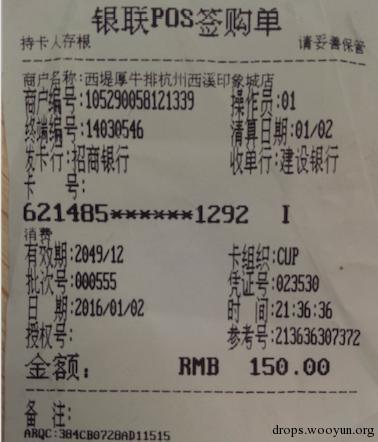 银联POS签购单
持卡人存根 请妥善保管
商户名称:西堤厚牛排杭州西溪印象城店
商户编号:105290058121339 操作员:01
终端编号:14030546 清算日期:01/02
发卡行:招商银行 收单行:建设银行
卡 号:
621485******1292 I
消费
有效期:2049/12 卡组织:CUP
批次号:000555 凭证号:023530
日 期:2016/01/02 时 间:21:36:36
授权号: 参考号:213636307372
金额: RMB 150.00
备 注:
ARQC:384CB0728AD11515
drops.wooyun.org